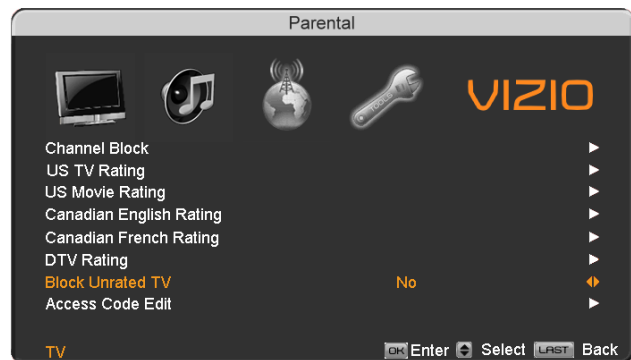 Parental
TOOLS
VIZIO
Channel Block
US TV Rating
US Movie Rating
Canadian English Rating
Canadian French Rating
DTV Rating
Block Unrated TV No
Access Code Edit
TV OK Enter Select LAST Back